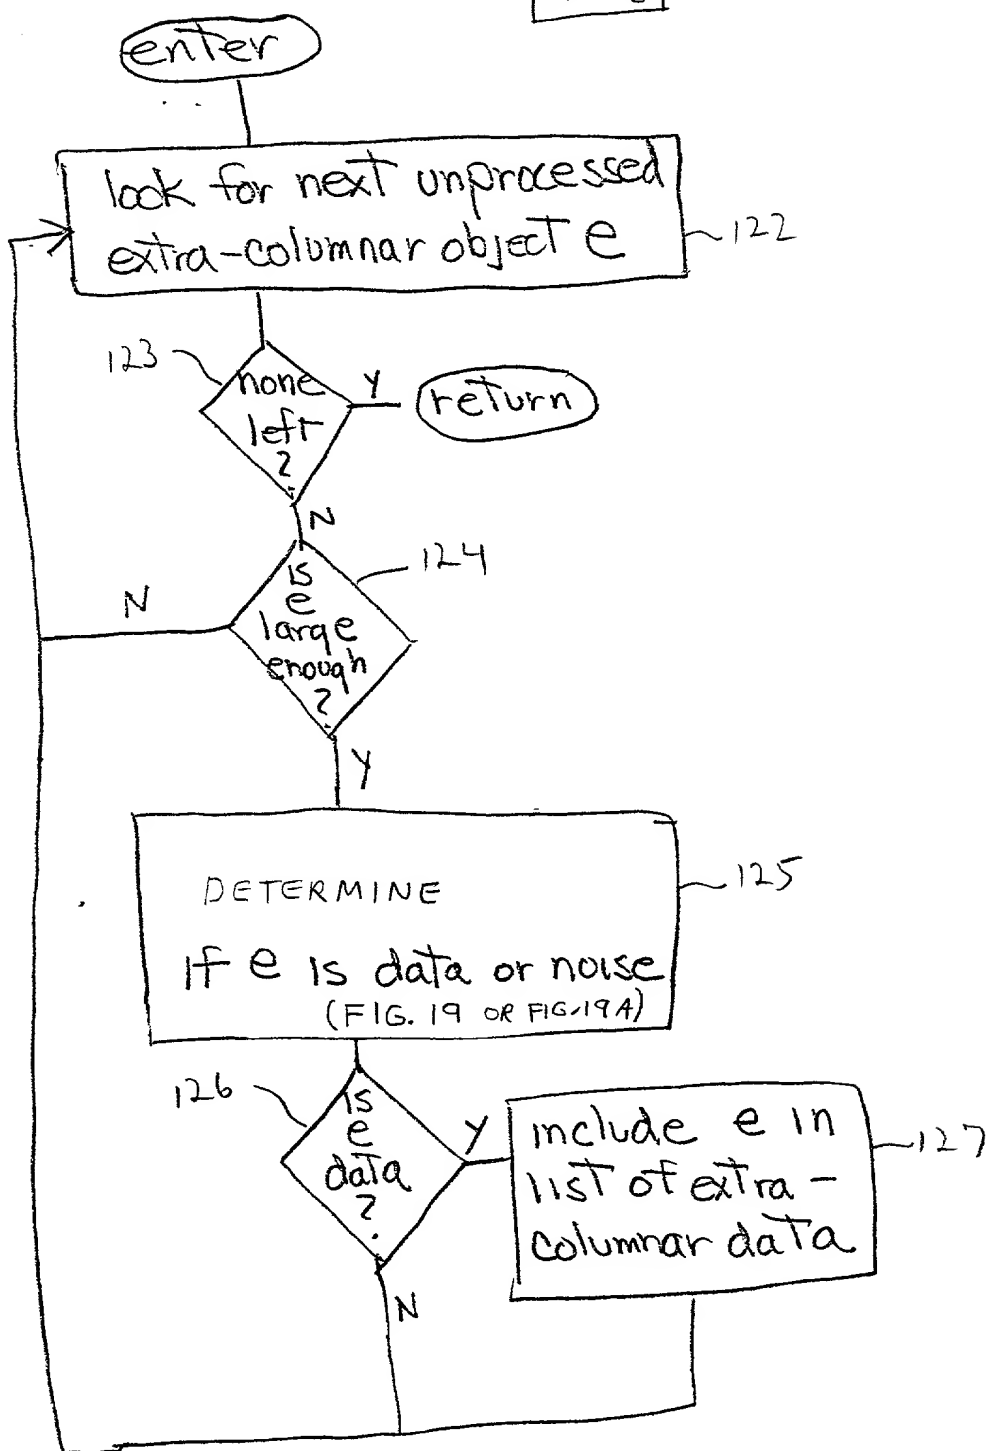 enter
look for next unprocessed
extra-columnar object e
122
123
none
left
?
Y
return
N
124
is
e
large
enough
?
N
Y
DETERMINE
if e is data or noise
(FIG. 19 OR FIG. 19A)
125
126
is
e
data
?
Y
include e in
list of extra-
columnar data
127
N